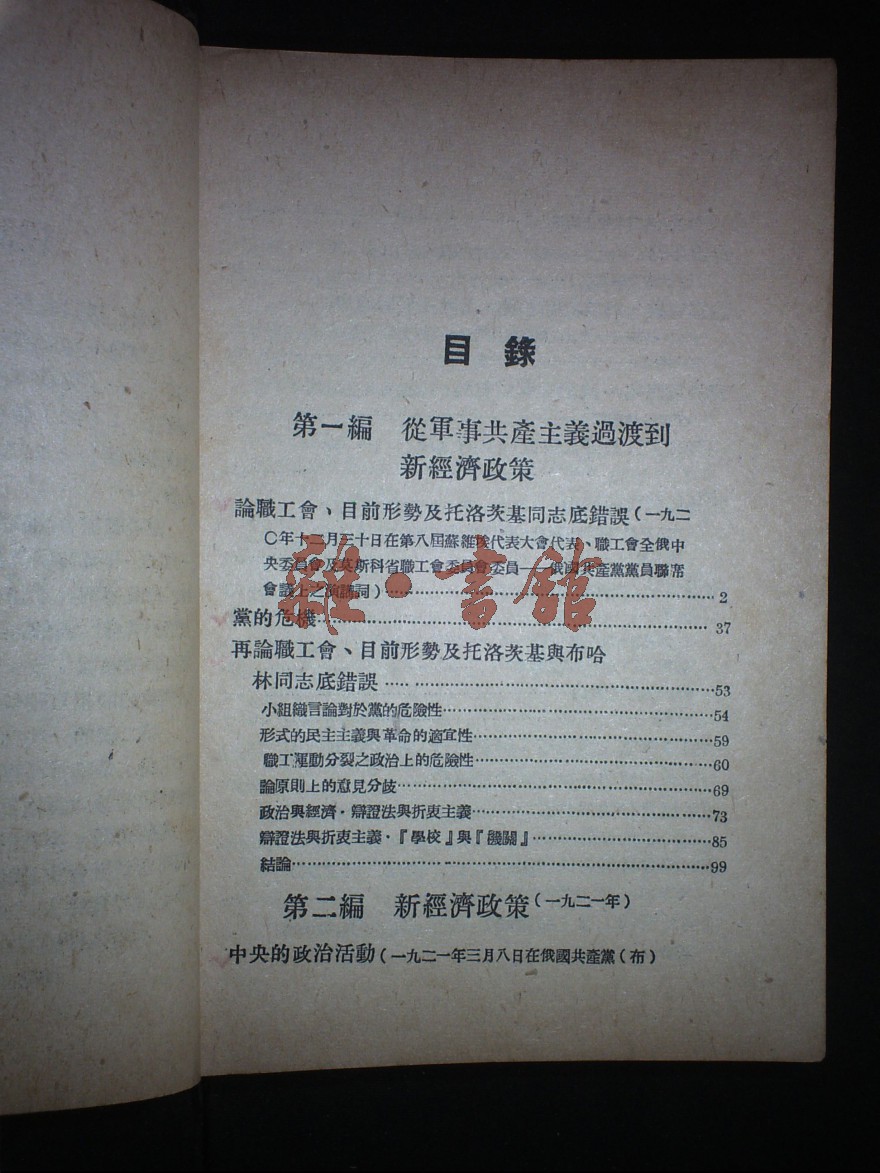 目錄
第一編 從軍事共產主義過渡到
新經濟政策
論職工會、目前形勢及托洛茨基同志底錯誤(一九二
〇年十二月三十日在第八屆蘇維埃代表大會代表、職工會全俄中
央委員會及莫斯科省職工會委員會委員——俄國共產黨黨員聯席
會議上之演講詞)……2
黨的危機……37
再論職工會、目前形勢及托洛茨基與布哈
林同志底錯誤……53
小組織言論對於黨的危險性……54
形式的民主主義與革命的適宜性……59
職工運動分裂之政治上的危險性……60
論原則上的意見分歧……69
政治與經濟·辯證法與折衷主義……73
辯證法與折衷主義·『學校』與『機關』……85
結論……99
第二編 新經濟政策(一九二一年)
中央的政治活動(一九二一年三月八日在俄國共產黨(布)
雜·書館